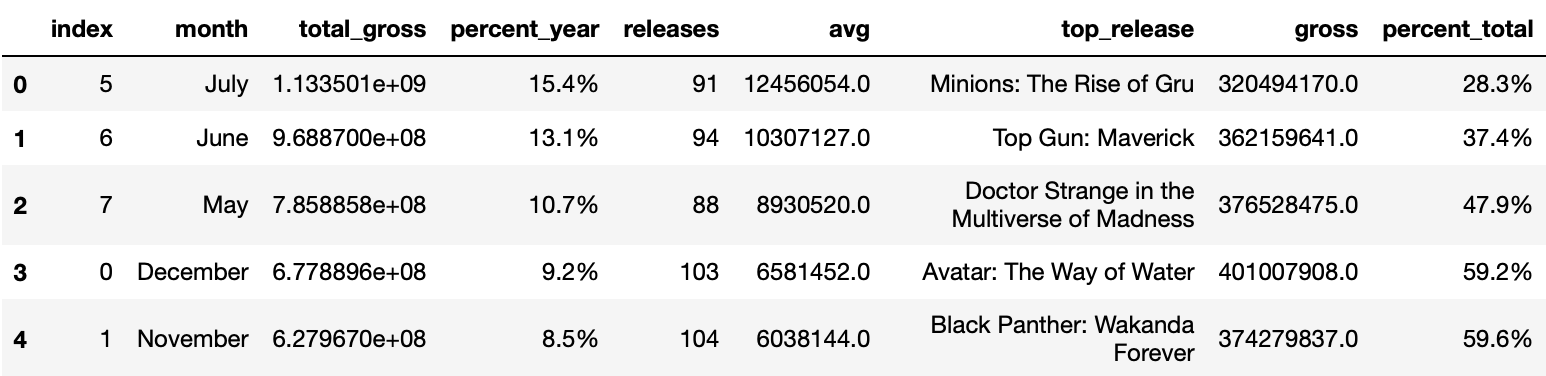 index month total_gross percent_year releases avg top_release gross percent_total
0 5 July 1.133501e+09 15.4% 91 12456054.0 Minions: The Rise of Gru 320494170.0 28.3%
1 6 June 9.688700e+08 13.1% 94 10307127.0 Top Gun: Maverick 362159641.0 37.4%
2 7 May 7.858858e+08 10.7% 88 8930520.0 Doctor Strange in the
Multiverse of Madness 376528475.0 47.9%
3 0 December 6.778896e+08 9.2% 103 6581452.0 Avatar: The Way of Water 401007908.0 59.2%
4 1 November 6.279670e+08 8.5% 104 6038144.0 Black Panther: Wakanda
Forever 374279837.0 59.6%